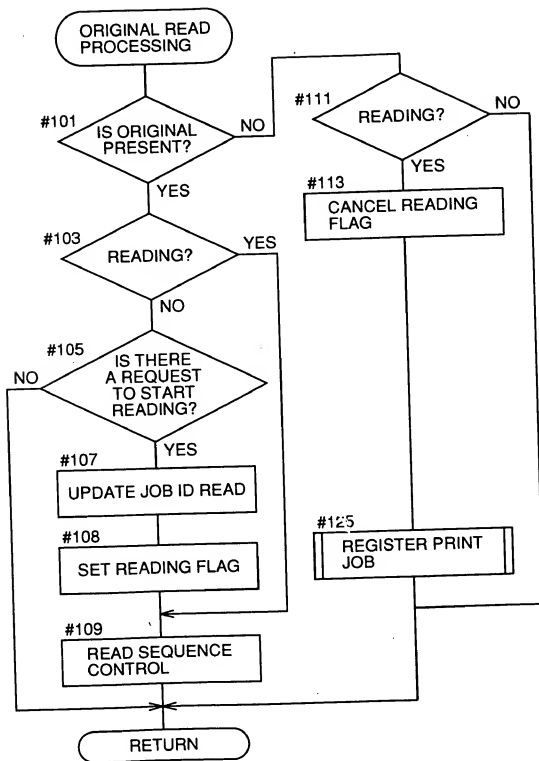 ORIGINAL READ
PROCESSING
#101
IS ORIGINAL
PRESENT?
NO
YES
#103
READING?
YES
NO
#105
IS THERE
A REQUEST
TO START
READING?
NO
YES
#107
UPDATE JOB ID READ
#108
SET READING FLAG
#109
READ SEQUENCE
CONTROL
RETURN
#111
READING?
NO
YES
#113
CANCEL READING
FLAG
#125
REGISTER PRINT
JOB